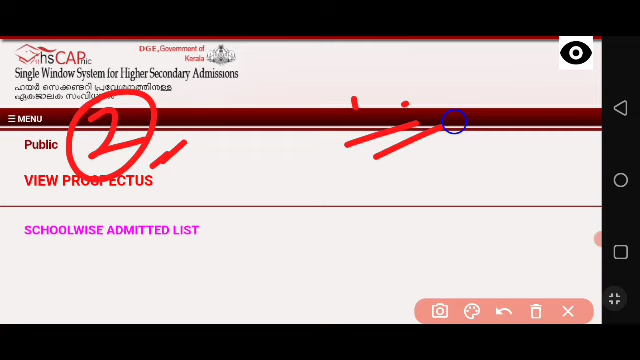 hsCAP
DGE, Government of
Kerala
Single Window System for Higher Secondary Admissions
ഹയർ സെക്കണ്ടറി പ്രവേശനത്തിനുള്ള
ഏകജാലക സംവിധാനം
☰ MENU
2
Public
VIEW PROSPECTUS
SCHOOLWISE ADMITTED LIST